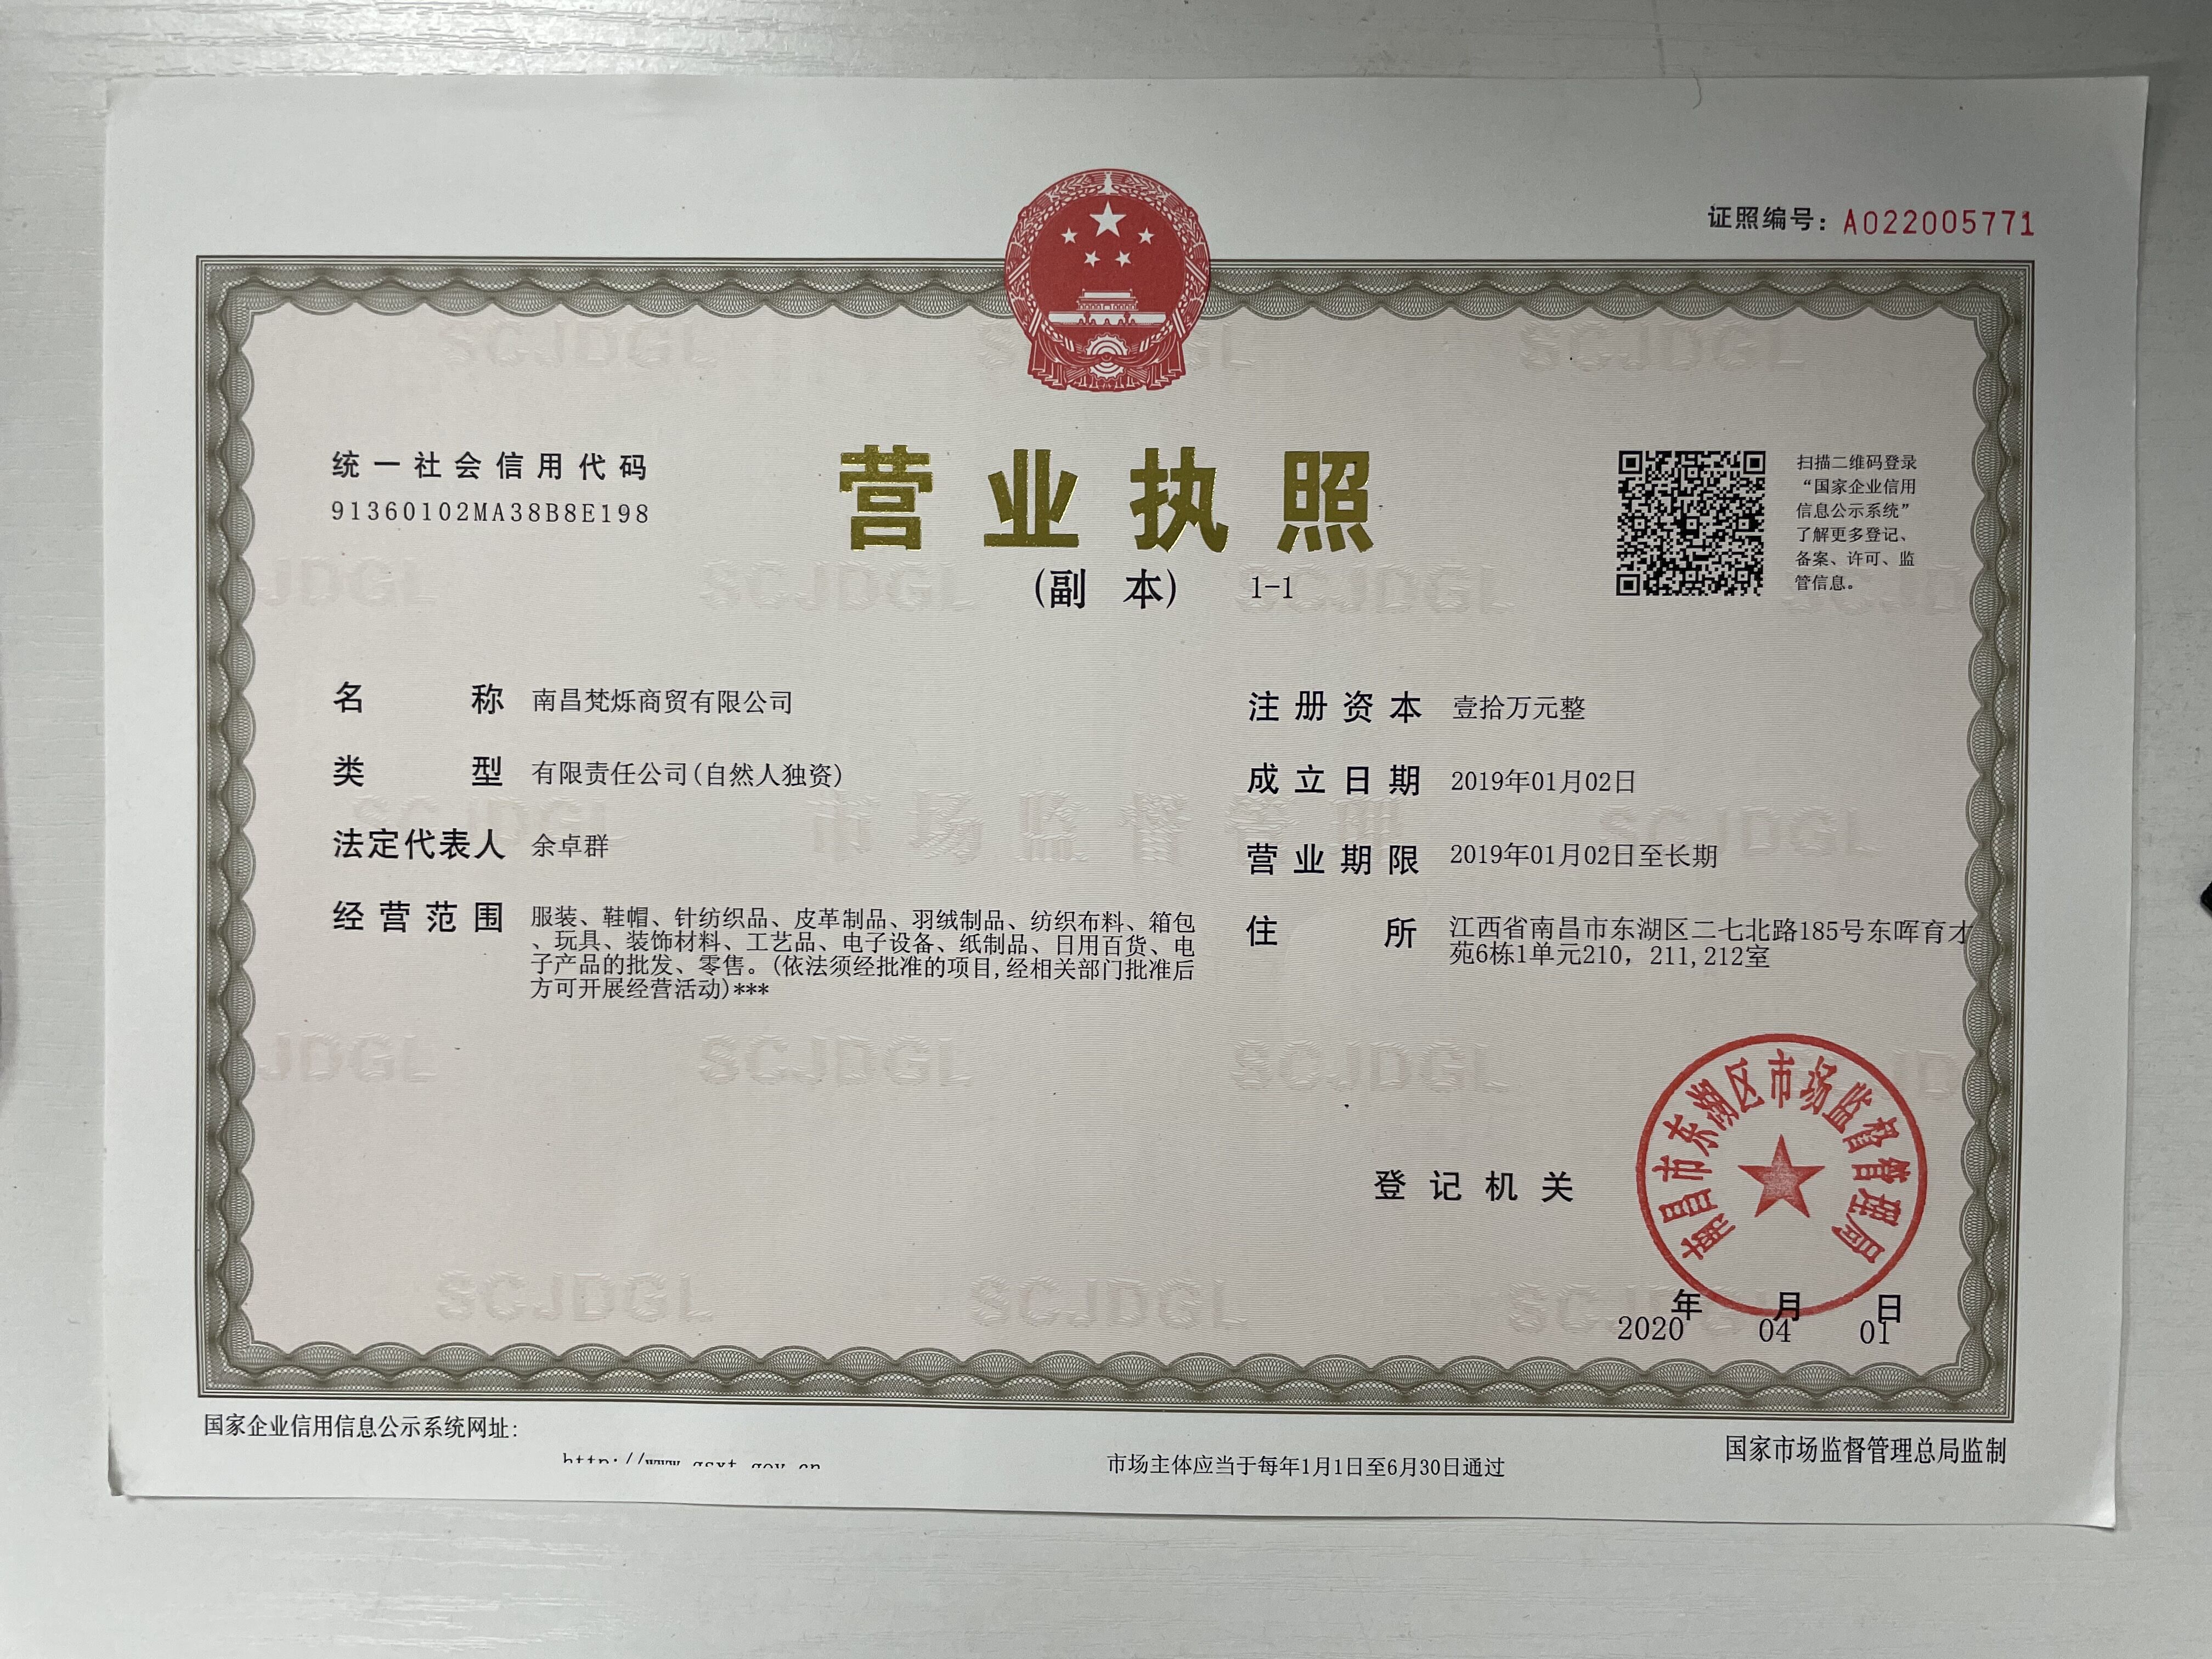 证照编号：A022005771
统一社会信用代码
91360102MA38B8E198
营业执照
(副 本) 1-1
扫描二维码登录
“国家企业信用
信息公示系统”
了解更多登记、
备案、许可、监
管信息。
名称 南昌梵烁商贸有限公司
类型 有限责任公司(自然人独资)
法定代表人 余卓群
经营范围 服装、鞋帽、针纺织品、皮革制品、羽绒制品、纺织布料、箱包
、玩具、装饰材料、工艺品、电子设备、纸制品、日用百货、电
子产品的批发、零售。(依法须经批准的项目,经相关部门批准后
方可开展经营活动)***
注册资本 壹拾万元整
成立日期 2019年01月02日
营业期限 2019年01月02日至长期
住所 江西省南昌市东湖区二七北路185号东晖育才
苑6栋1单元210，211,212室
登记机关
南昌市东湖区市场监督管理局
年 月 日
2020 04 01
国家企业信用信息公示系统网址:
http://www.gsxt.gov.cn
市场主体应当于每年1月1日至6月30日通过
国家市场监督管理总局监制
SCJDGL
市场监督管理